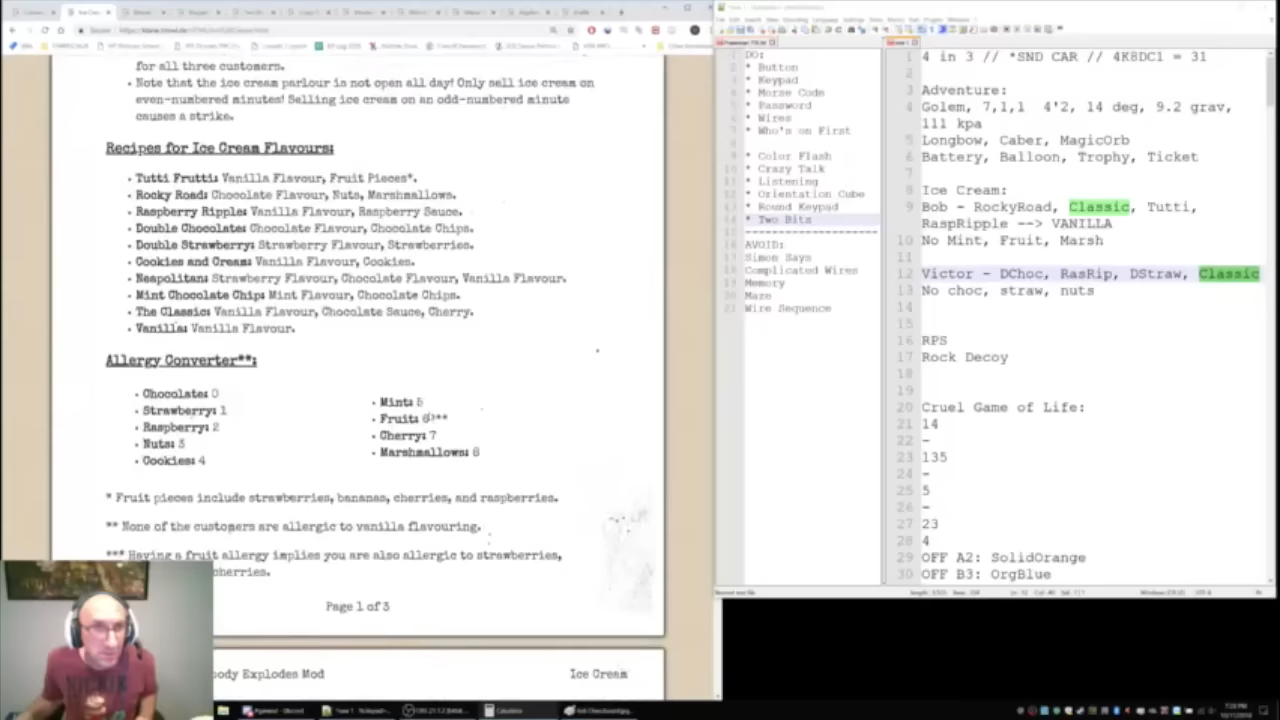 for all three customers.
• Note that the ice cream parlour is not open all day! Only sell ice cream on
even-numbered minutes! Selling ice cream on an odd-numbered minute
causes a strike.
Recipes for Ice Cream Flavours:
• Tutti Frutti: Vanilla Flavour, Fruit Pieces*.
• Rocky Road: Chocolate Flavour, Nuts, Marshmallows.
• Raspberry Ripple: Vanilla Flavour, Raspberry Sauce.
• Double Chocolate: Chocolate Flavour, Chocolate Chips.
• Double Strawberry: Strawberry Flavour, Strawberries.
• Cookies and Cream: Vanilla Flavour, Cookies.
• Neapolitan: Strawberry Flavour, Chocolate Flavour, Vanilla Flavour.
• Mint Chocolate Chip: Mint Flavour, Chocolate Chips.
• The Classic: Vanilla Flavour, Chocolate Sauce, Cherry.
• Vanilla: Vanilla Flavour.
Allergy Converter**:
• Chocolate: 0
• Strawberry: 1
• Raspberry: 2
• Nuts: 3
• Cookies: 4
• Mint: 5
• Fruit: 6***
• Cherry: 7
• Marshmallows: 8
* Fruit pieces include strawberries, bananas, cherries, and raspberries.
** None of the customers are allergic to vanilla flavouring.
*** Having a fruit allergy implies you are also allergic to strawberries,
cherries.
Page 1 of 3
body Explodes Mod
Ice Cream
DO:
* Button
* Keypad
* Morse Code
* Password
* Wires
* Who's on First
* Color Flash
* Crazy Talk
* Listening
* Orientation Cube
* Round Keypad
* Two Bits
---------------------
AVOID:
Simon Says
Complicated Wires
Memory
Maze
Wire Sequence
1 4 in 3 // *SND CAR // 4K8DC1 = 31
2
3 Adventure:
4 Golem, 7,1,1 4'2, 14 deg, 9.2 grav,
111 kpa
5 Longbow, Caber, MagicOrb
6 Battery, Balloon, Trophy, Ticket
7
8 Ice Cream:
9 Bob - RockyRoad, Classic, Tutti,
RaspRipple --> VANILLA
10 No Mint, Fruit, Marsh
11
12 Victor - DChoc, RasRip, DStraw, Classic
13 No choc, straw, nuts
14
15
16 RPS
17 Rock Decoy
18
19
20 Cruel Game of Life:
21 14
22 -
23 135
24 -
25 5
26 -
27 23
28 4
29 OFF A2: SolidOrange
30 OFF B3: OrgBlue